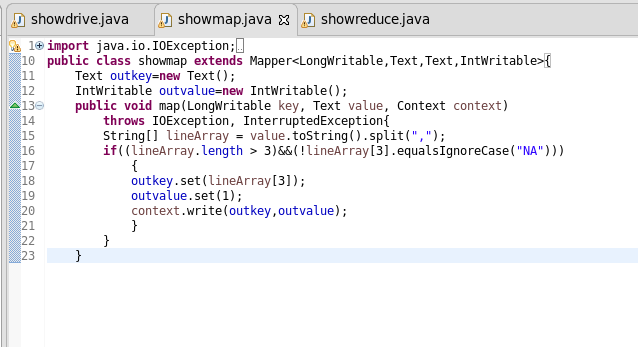 showdrive.java showmap.java showreduce.java
1 import java.io.IOException;
10 public class showmap extends Mapper<LongWritable,Text,Text,IntWritable>{
11 Text outkey=new Text();
12 IntWritable outvalue=new IntWritable();
13 public void map(LongWritable key, Text value, Context context)
14 throws IOException, InterruptedException{
15 String[] lineArray = value.toString().split(",");
16 if((lineArray.length > 3)&&(!lineArray[3].equalsIgnoreCase("NA")))
17 {
18 outkey.set(lineArray[3]);
19 outvalue.set(1);
20 context.write(outkey,outvalue);
21 }
22 }
23 }